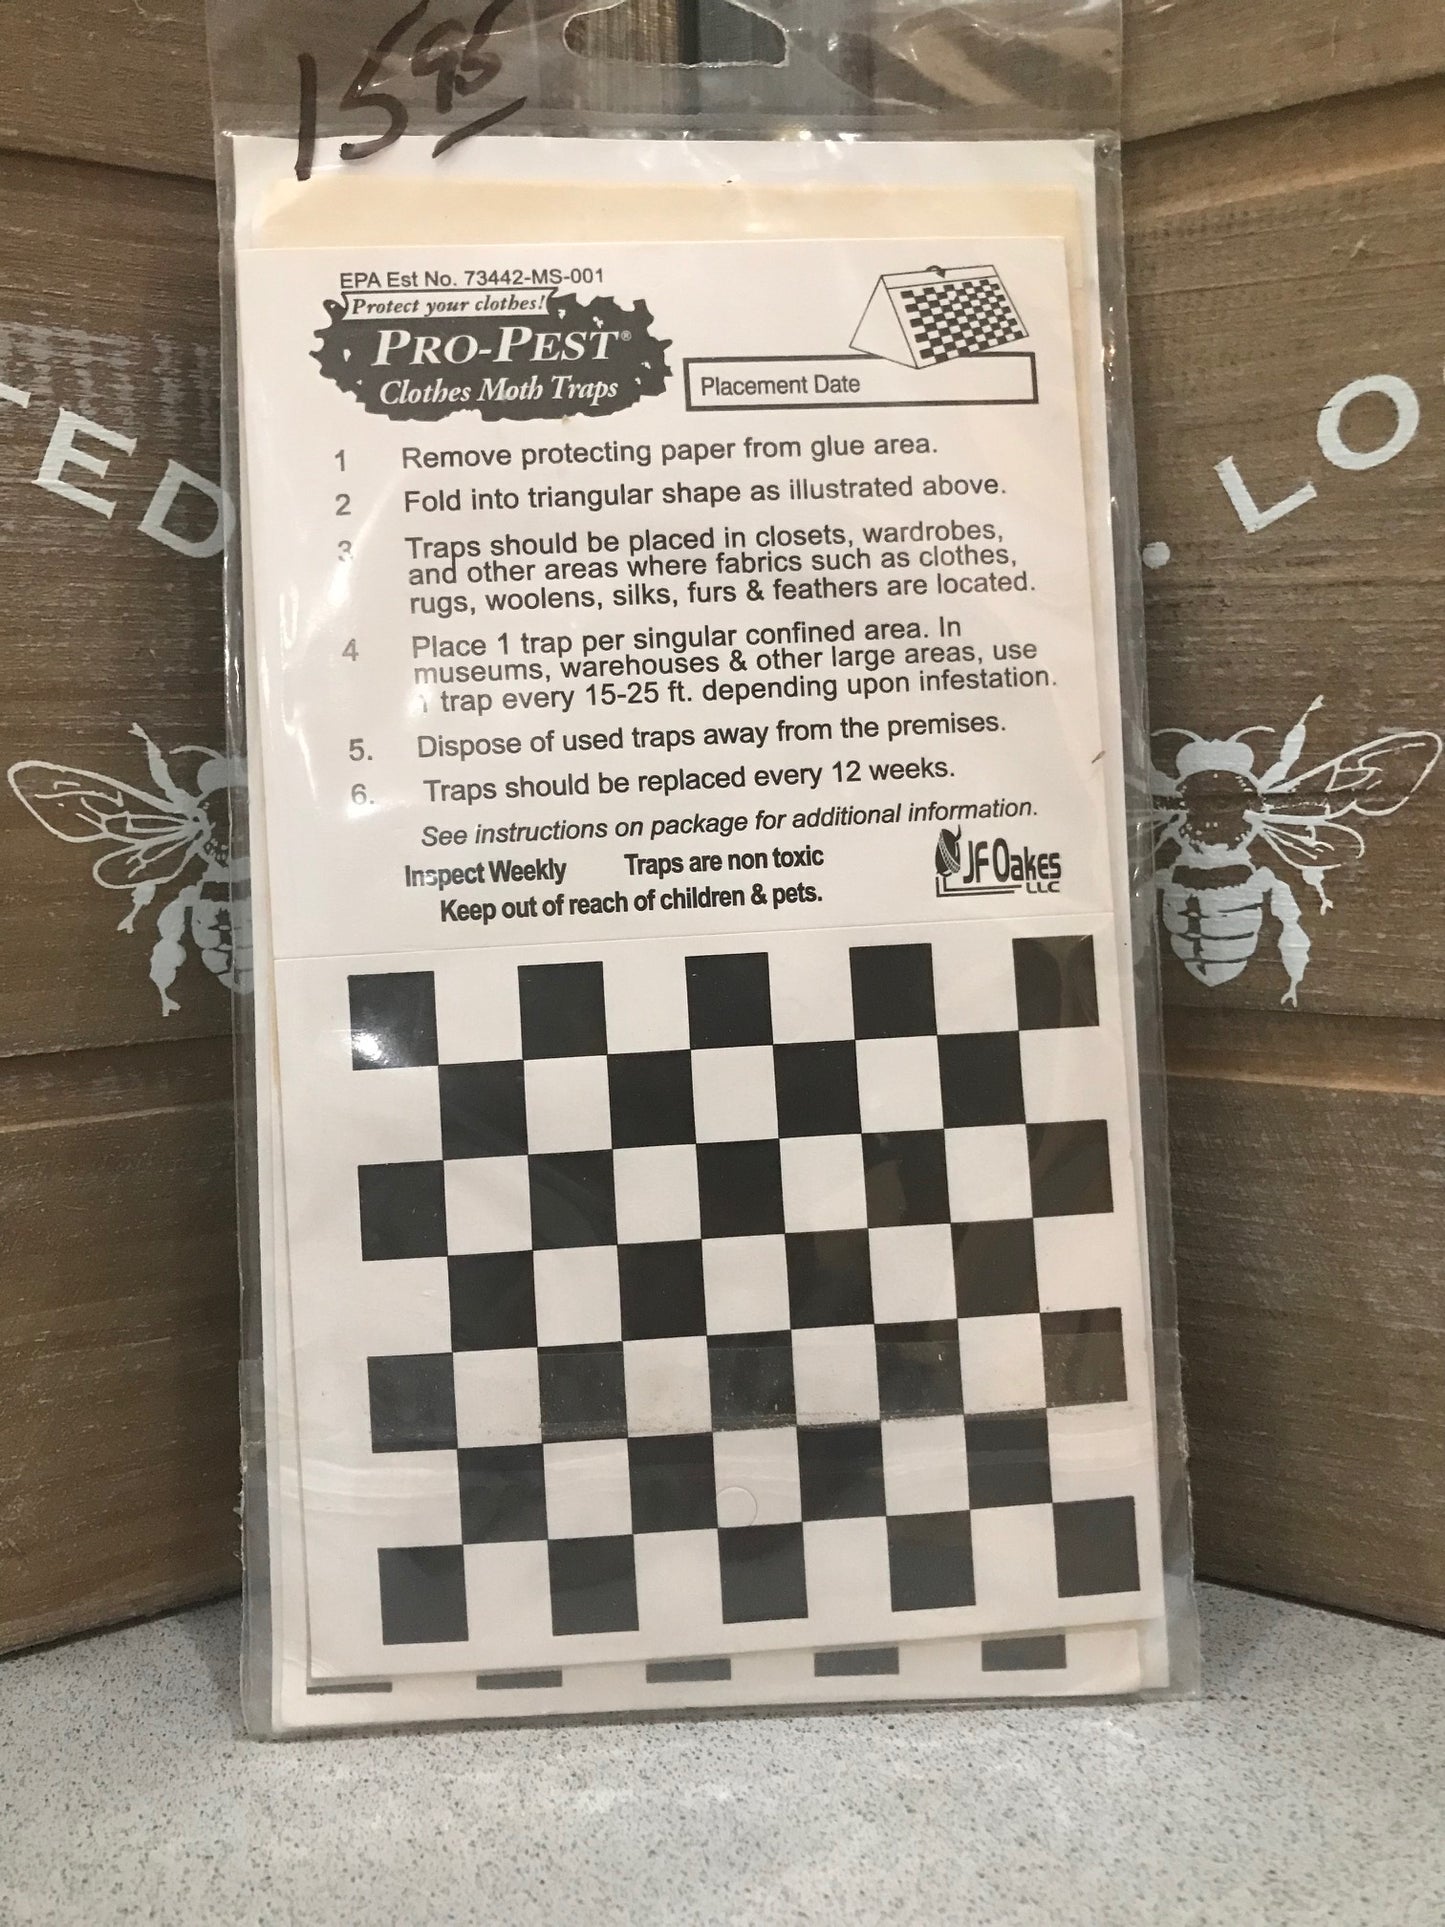 15 95
EPA Est No. 73442-MS-001
Protect your clothes!
PRO-PEST®
Clothes Moth Traps
Placement Date
1 Remove protecting paper from glue area.
2 Fold into triangular shape as illustrated above.
3 Traps should be placed in closets, wardrobes,
and other areas where fabrics such as clothes,
rugs, woolens, silks, furs & feathers are located.
4 Place 1 trap per singular confined area. In
museums, warehouses & other large areas, use
1 trap every 15-25 ft. depending upon infestation.
5. Dispose of used traps away from the premises.
6. Traps should be replaced every 12 weeks.
See instructions on package for additional information.
Inspect Weekly Traps are non toxic
Keep out of reach of children & pets.
JF Oakes
LLC
TED
. LO